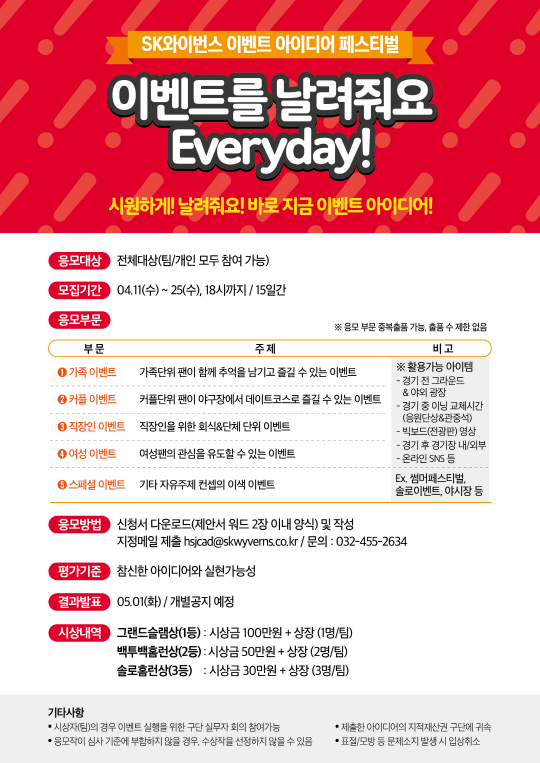 SK와이번스 이벤트 아이디어 페스티벌
이벤트를 날려줘요
Everyday!
시원하게! 날려줘요! 바로 지금 이벤트 아이디어!
응모대상 전체대상(팀/개인 모두 참여 가능)
모집기간 04.11(수) ~ 25(수), 18시까지 / 15일간
응모부문
※ 응모 부문 중복출품 가능, 출품 수 제한 없음
부 문 주 제 비 고
❶ 가족 이벤트 가족단위 팬이 함께 추억을 남기고 즐길 수 있는 이벤트
❷ 커플 이벤트 커플단위 팬이 야구장에서 데이트코스로 즐길 수 있는 이벤트
❸ 직장인 이벤트 직장인을 위한 회식&단체 단위 이벤트
❹ 여성 이벤트 여성팬의 관심을 유도할 수 있는 이벤트
❺ 스페셜 이벤트 기타 자유주제 컨셉의 이색 이벤트
※ 활용가능 아이템
- 경기 전 그라운드
& 야외 광장
- 경기 중 이닝 교체시간
(응원단상&관중석)
- 빅보드(전광판) 영상
- 경기 후 경기장 내/외부
- 온라인 SNS 등
Ex. 썸머페스티벌,
솔로이벤트, 야시장 등
응모방법 신청서 다운로드(제안서 워드 2장 이내 양식) 및 작성
지정메일 제출 hsjcad@skwyverns.co.kr / 문의 : 032-455-2634
평가기준 참신한 아이디어와 실현가능성
결과발표 05.01(화) / 개별공지 예정
시상내역 그랜드슬램상(1등) : 시상금 100만원 + 상장 (1명/팀)
백투백홈런상(2등) : 시상금 50만원 + 상장 (2명/팀)
솔로홈런상(3등) : 시상금 30만원 + 상장 (3명/팀)
기타사항
• 시상자(팀)의 경우 이벤트 실행을 위한 구단 실무자 회의 참여가능
• 응모작이 심사 기준에 부합하지 않을 경우, 수상작을 선정하지 않을 수 있음
• 제출한 아이디어의 지적재산권 구단에 귀속
• 표절/모방 등 문제소지 발생 시 입상취소